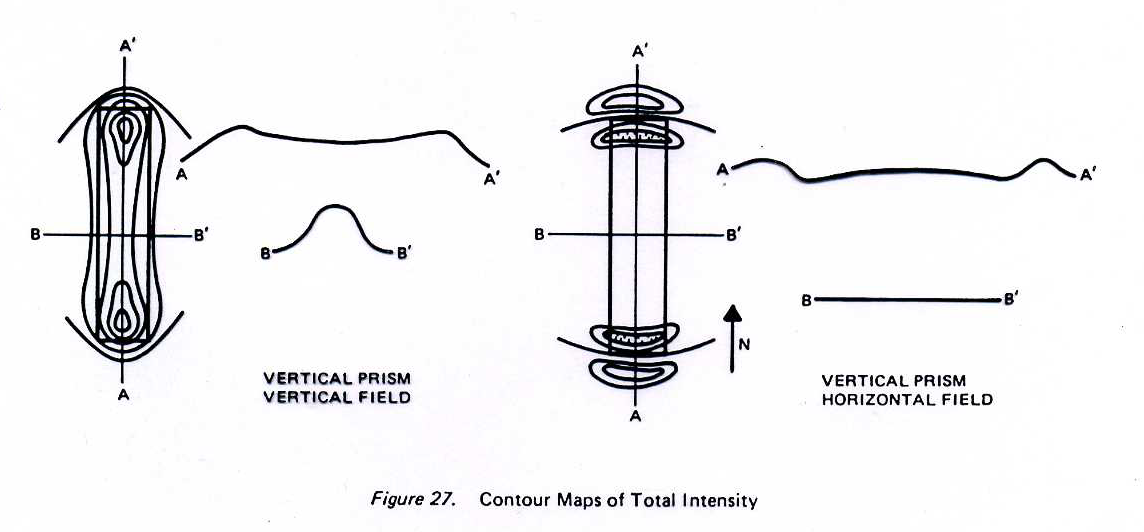 A'
A'
A
A'
A
A'
B
B'
B
B'
B
B'
B
B'
N
A
A
VERTICAL PRISM
VERTICAL FIELD
VERTICAL PRISM
HORIZONTAL FIELD
Figure 27. Contour Maps of Total Intensity